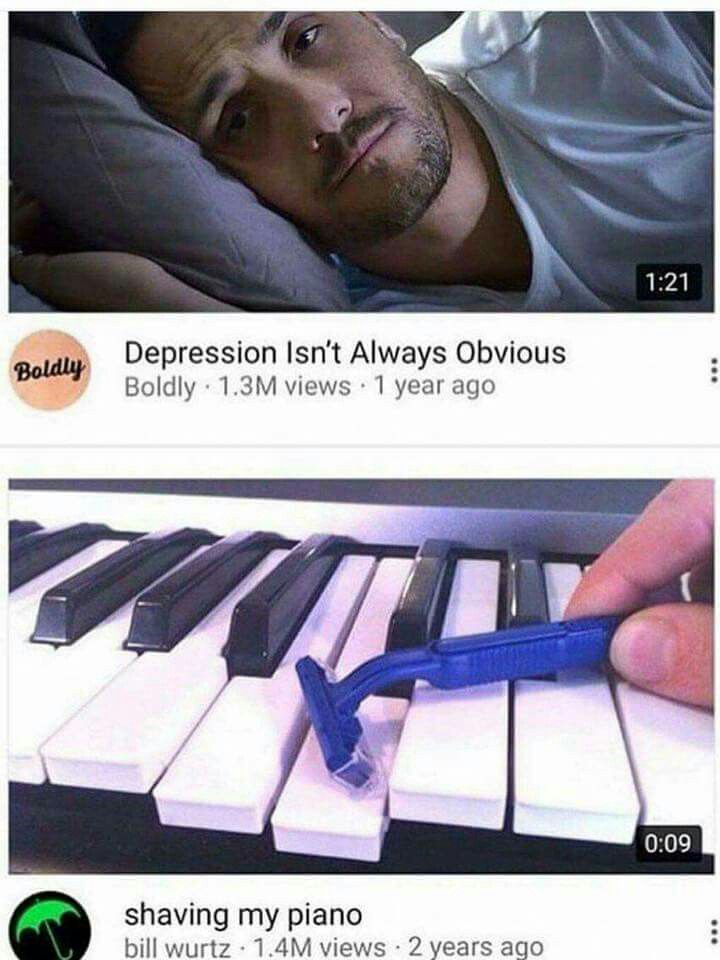 1:21
Boldly
Depression Isn't Always Obvious
Boldly · 1.3M views · 1 year ago
0:09
shaving my piano
bill wurtz · 1.4M views · 2 years ago